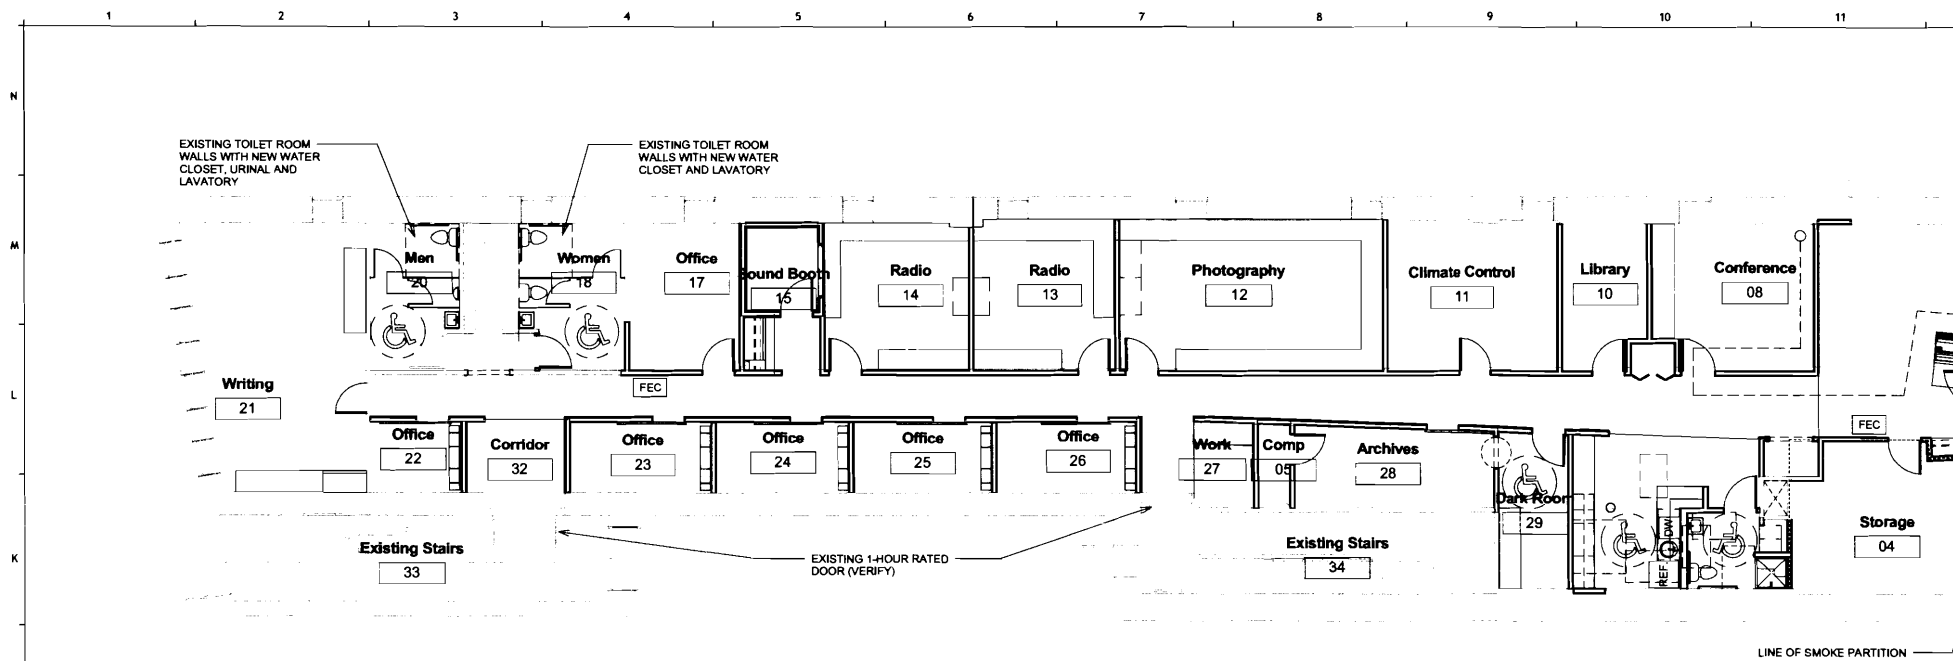 1 2 3 4 5 6 7 8 9 10 11
N
EXISTING TOILET ROOM
WALLS WITH NEW WATER
CLOSET, URINAL AND
LAVATORY
EXISTING TOILET ROOM
WALLS WITH NEW WATER
CLOSET AND LAVATORY
M
Men
20
Women
18
Office
17
ound Booth
15
Radio
14
Radio
13
Photography
12
Climate Control
11
Library
10
Conference
08
L
Writing
21
FEC
FEC
Office
22
Corridor
32
Office
23
Office
24
Office
25
Office
26
Work
27
Comp
05
Archives
28
Dark Room
29
K
Existing Stairs
33
EXISTING 1-HOUR RATED
DOOR (VERIFY)
Existing Stairs
34
DW
REF
Storage
04
LINE OF SMOKE PARTITION